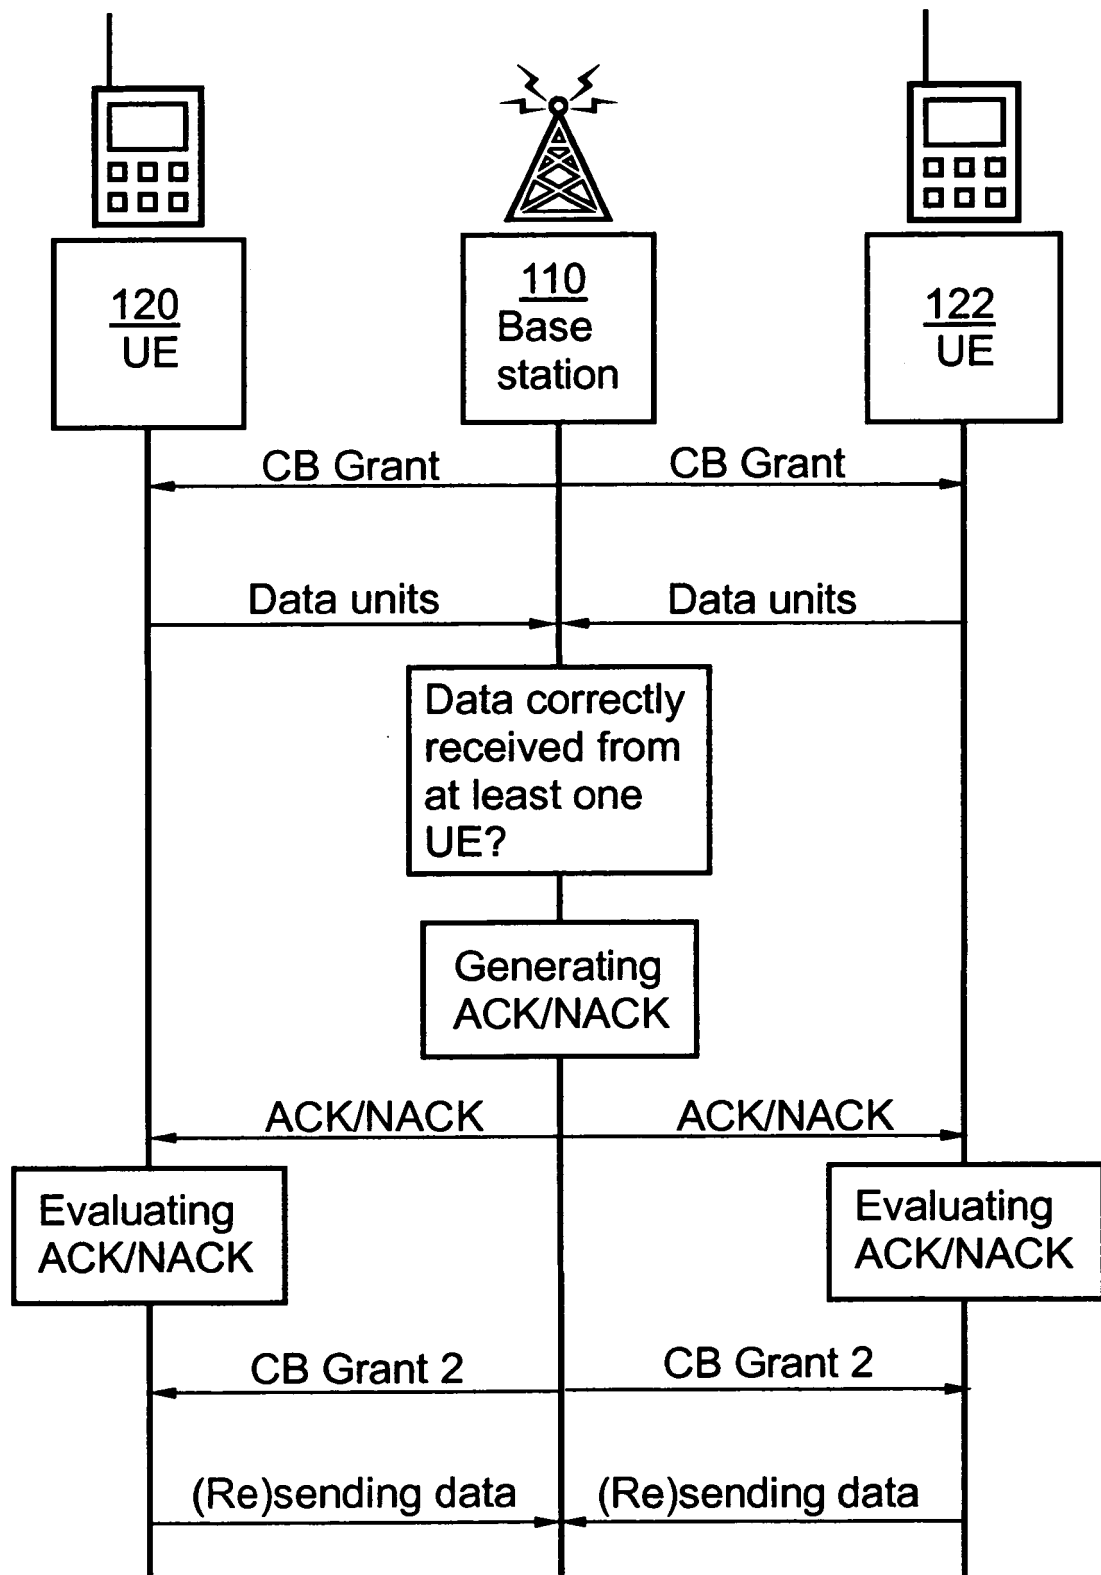 120
UE
110
Base
station
122
UE
CB Grant
CB Grant
Data units
Data units
Data correctly
received from
at least one
UE?
Generating
ACK/NACK
ACK/NACK
ACK/NACK
Evaluating
ACK/NACK
Evaluating
ACK/NACK
CB Grant 2
CB Grant 2
(Re)sending data
(Re)sending data